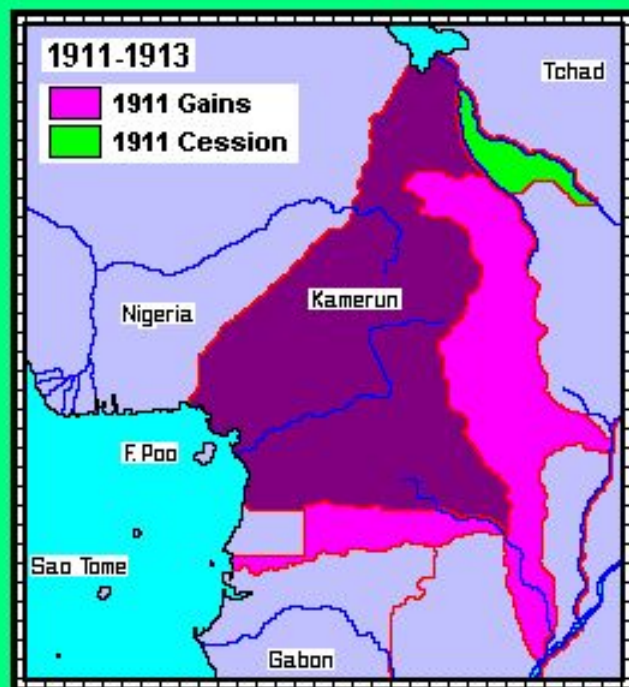 1911-1913
1911 Gains
1911 Cession
Tchad
Nigeria
Kamerun
F. Poo
Sao Tome
Gabon